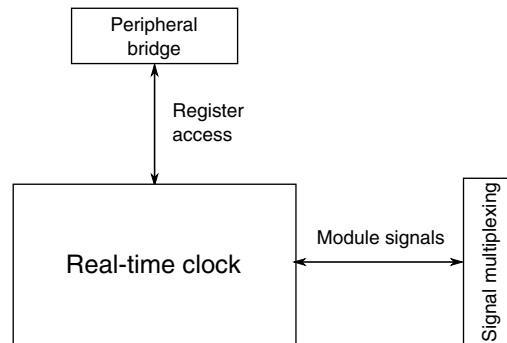 Peripheral
bridge
Register
access
Real-time clock
Module signals
Signal multiplexing